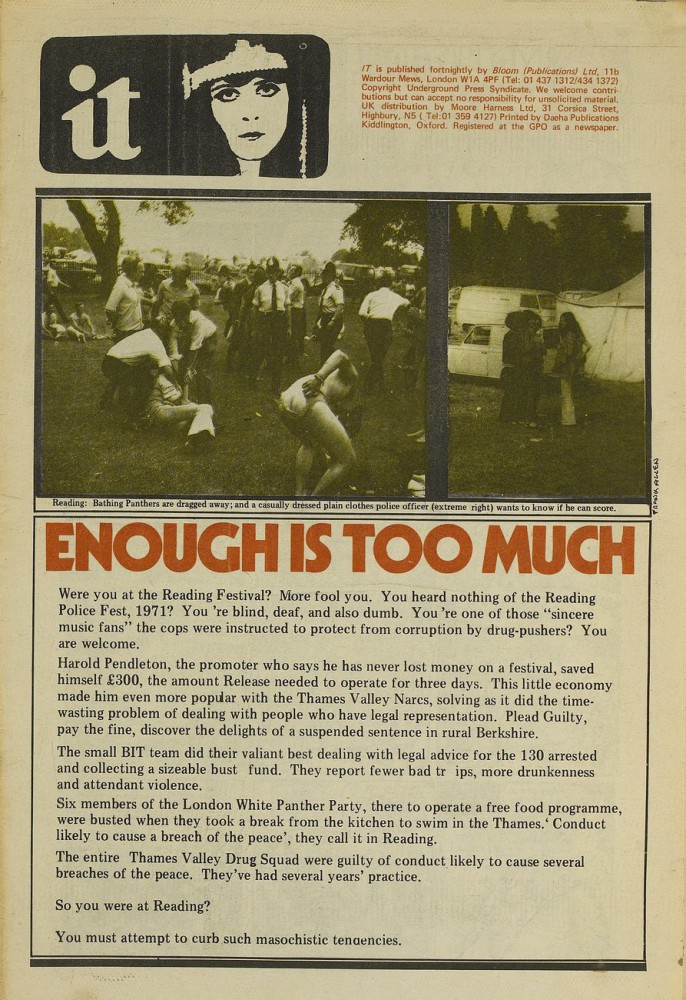 it
IT is published fortnightly by Bloom (Publications) Ltd, 11b
Wardour Mews, London W1A 4PF (Tel: 01 437 1312/434 1372)
Copyright Underground Press Syndicate. We welcome contri-
butions but can accept no responsibility for unsolicited material.
UK distribution by Moore Harness Ltd, 31 Corsica Street,
Highbury, N5 ( Tel:01 359 4127) Printed by Daeha Publications
Kiddlington, Oxford. Registered at the GPO as a newspaper.
FRANK ALLEN
Reading: Bathing Panthers are dragged away; and a casually dressed plain clothes police officer (extreme right) wants to know if he can score.
ENOUGH IS TOO MUCH
Were you at the Reading Festival? More fool you. You heard nothing of the Reading
Police Fest, 1971? You 're blind, deaf, and also dumb. You 're one of those “sincere
music fans” the cops were instructed to protect from corruption by drug-pushers? You
are welcome.
Harold Pendleton, the promoter who says he has never lost money on a festival, saved
himself £300, the amount Release needed to operate for three days. This little economy
made him even more popular with the Thames Valley Narcs, solving as it did the time-
wasting problem of dealing with people who have legal representation. Plead Guilty,
pay the fine, discover the delights of a suspended sentence in rural Berkshire.
The small BIT team did their valiant best dealing with legal advice for the 130 arrested
and collecting a sizeable bust fund. They report fewer bad tr ips, more drunkenness
and attendant violence.
Six members of the London White Panther Party, there to operate a free food programme,
were busted when they took a break from the kitchen to swim in the Thames.‘ Conduct
likely to cause a breach of the peace’, they call it in Reading.
The entire Thames Valley Drug Squad were guilty of conduct likely to cause several
breaches of the peace. They've had several years' practice.
So you were at Reading?
You must attempt to curb such masochistic tendencies.